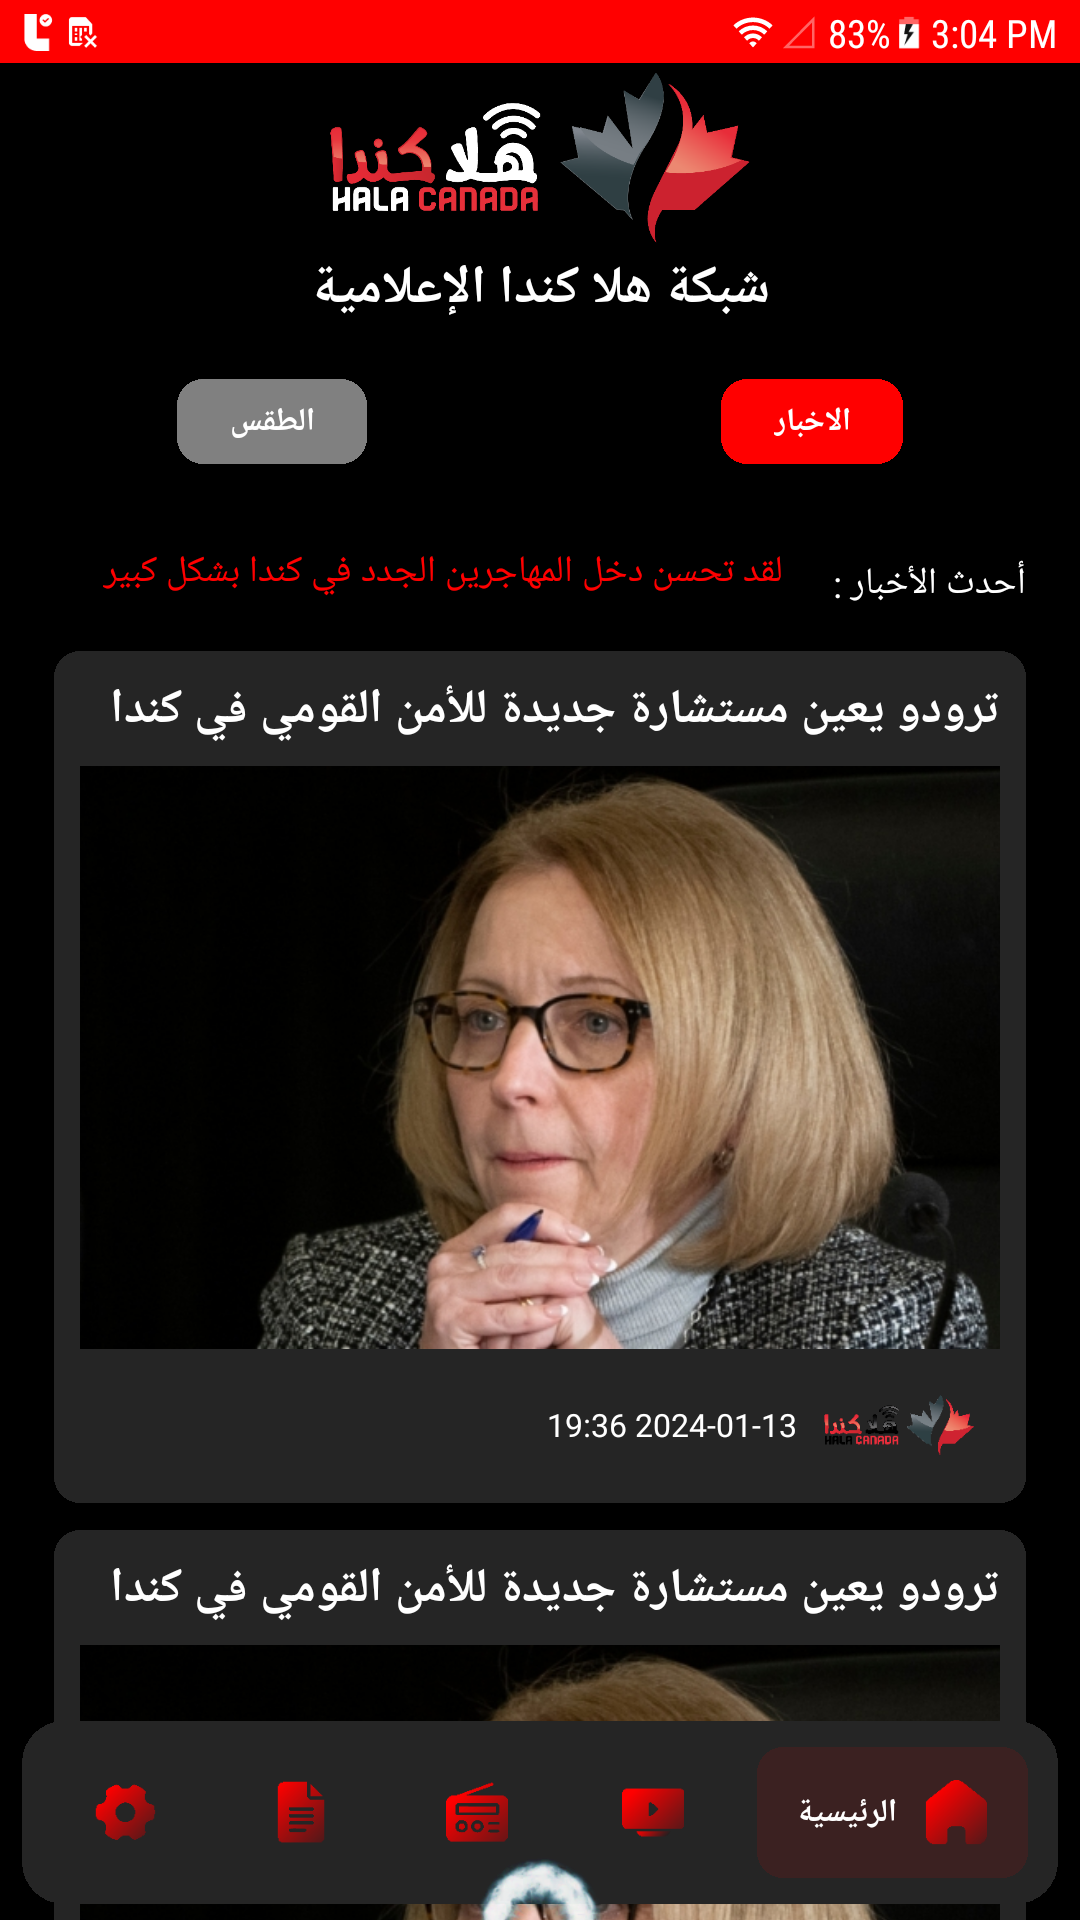 83% 3:04 PM
هلا كندا
HALA CANADA
شبكة هلا كندا الإعلامية
الاخبار
الطقس
أحدث الأخبار :
لقد تحسن دخل المهاجرين الجدد في كندا بشكل كبير
ترودو يعين مستشارة جديدة للأمن القومي في كندا
هلا كندا
HALA CANADA
19:36 2024-01-13
ترودو يعين مستشارة جديدة للأمن القومي في كندا
الرئيسية